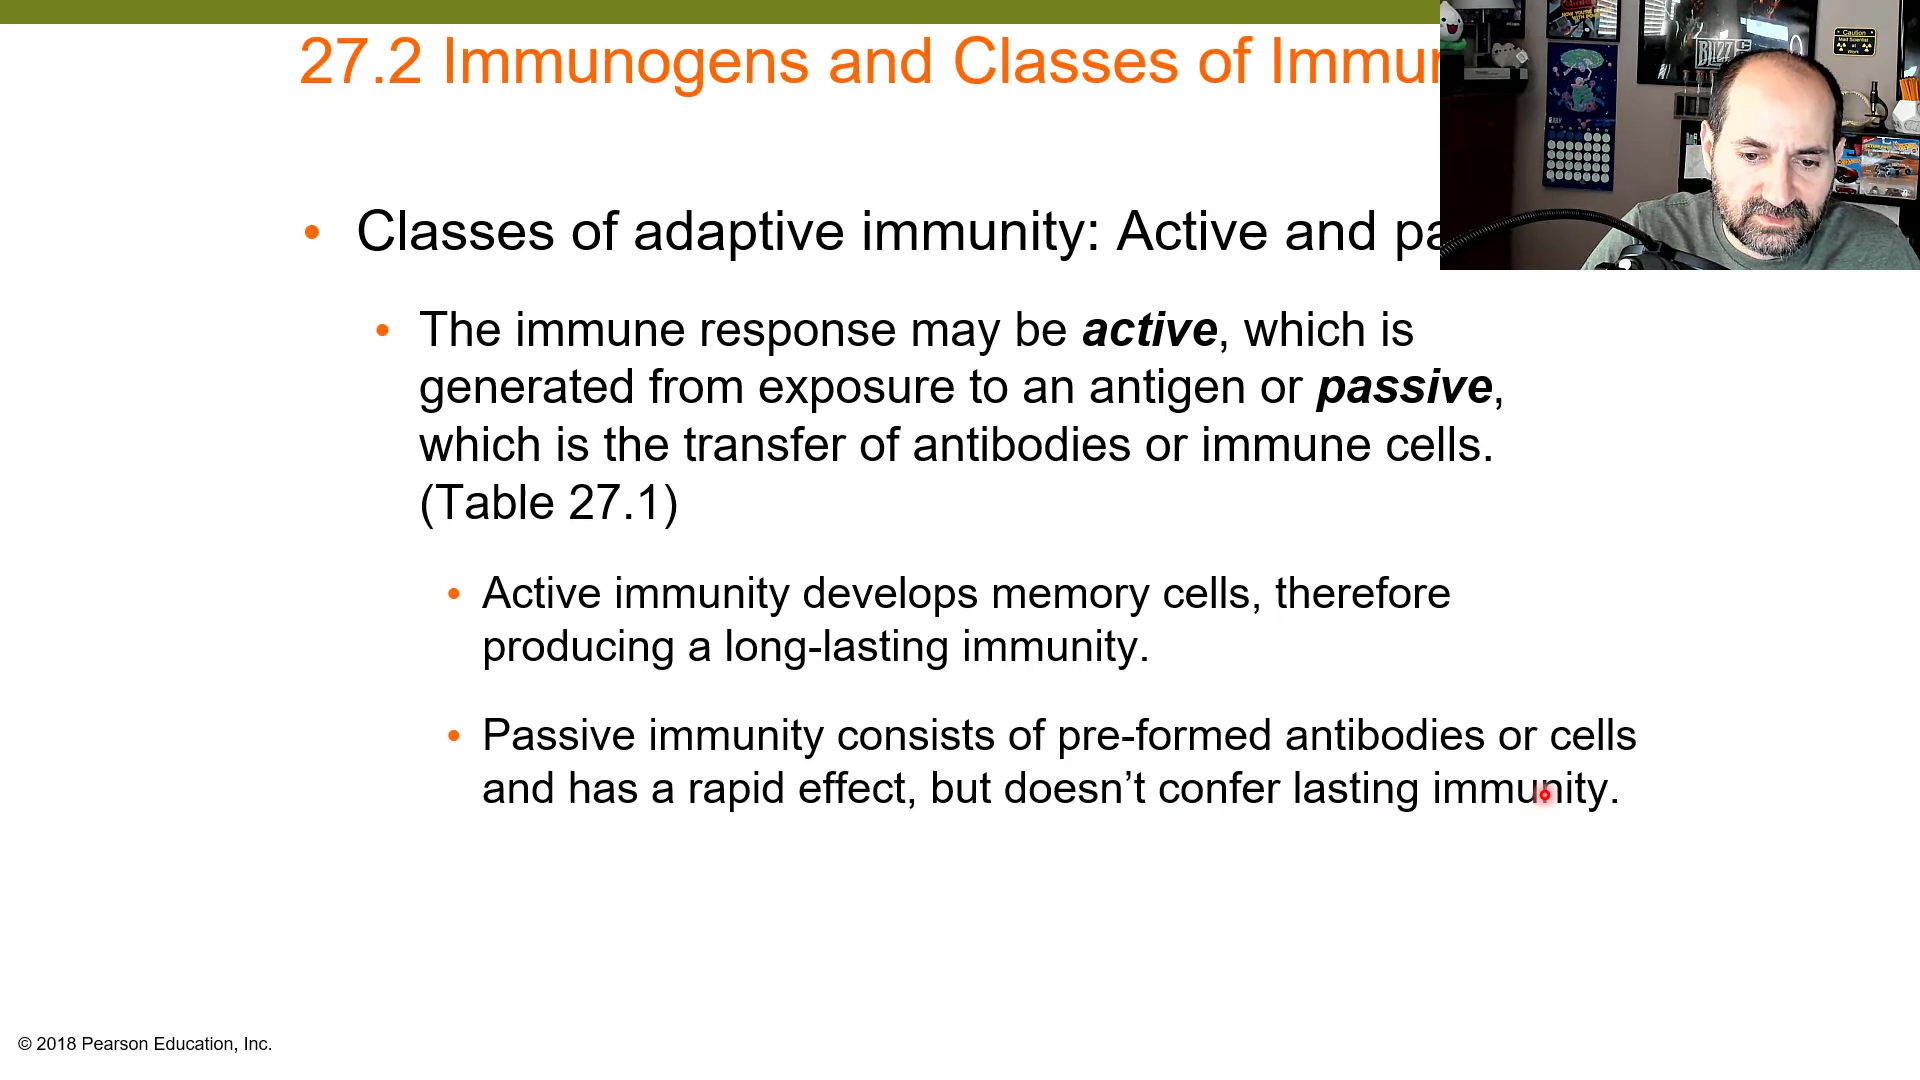 27.2 Immunogens and Classes of
Classes of adaptive immunity: Active and
The immune response may be active, which is
generated from exposure to an antigen or passive,
which is the transfer of antibodies or immune cells.
(Table 27.1)
Active immunity develops memory cells, therefore
producing a long-lasting immunity.
Passive immunity consists of pre-formed antibodies or cells
and has a rapid effect, but doesn’t confer lasting immunity.
© 2018 Pearson Education, Inc.
Caution